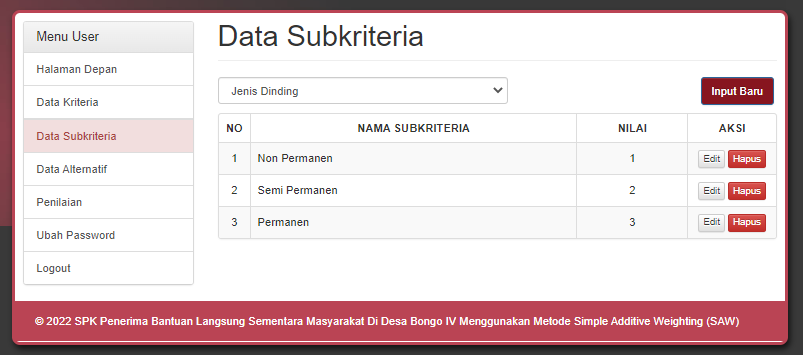 Menu User
Halaman Depan
Data Kriteria
Data Subkriteria
Data Alternatif
Penilaian
Ubah Password
Logout
Data Subkriteria
Jenis Dinding
Input Baru
NO NAMA SUBKRITERIA NILAI AKSI
1 Non Permanen 1 Edit Hapus
2 Semi Permanen 2 Edit Hapus
3 Permanen 3 Edit Hapus
© 2022 SPK Penerima Bantuan Langsung Sementara Masyarakat Di Desa Bongo IV Menggunakan Metode Simple Additive Weighting (SAW)